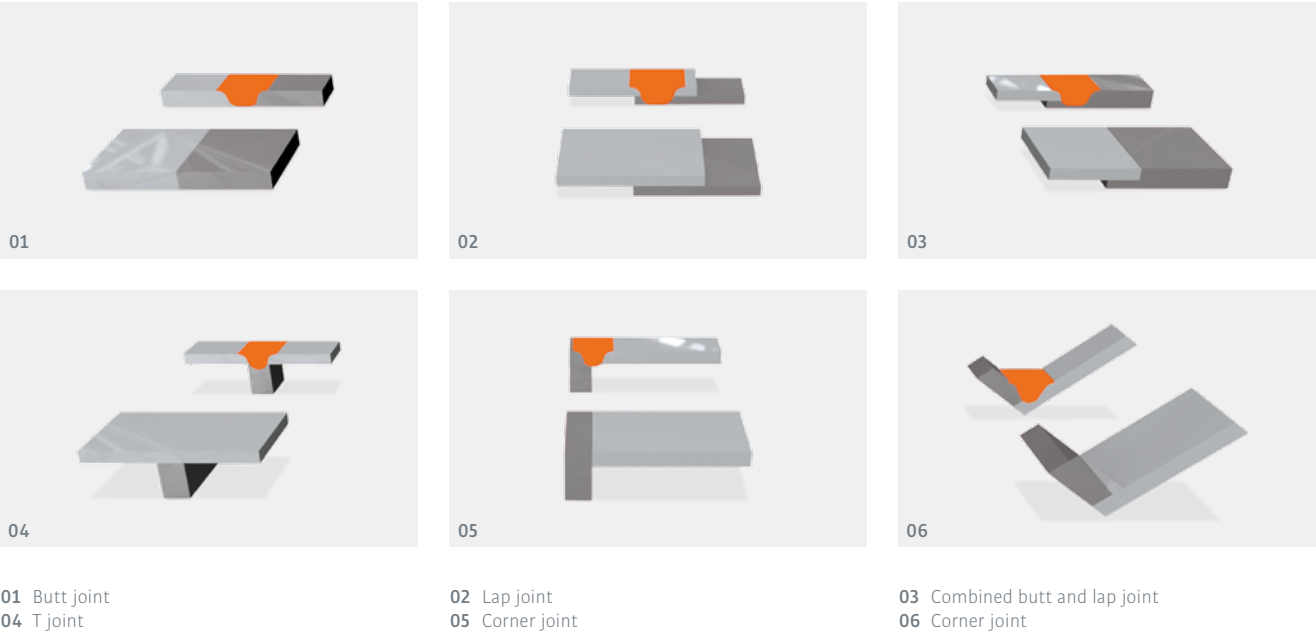 01
02
03
04
05
06
01 Butt joint
04 T joint
02 Lap joint
05 Corner joint
03 Combined butt and lap joint
06 Corner joint